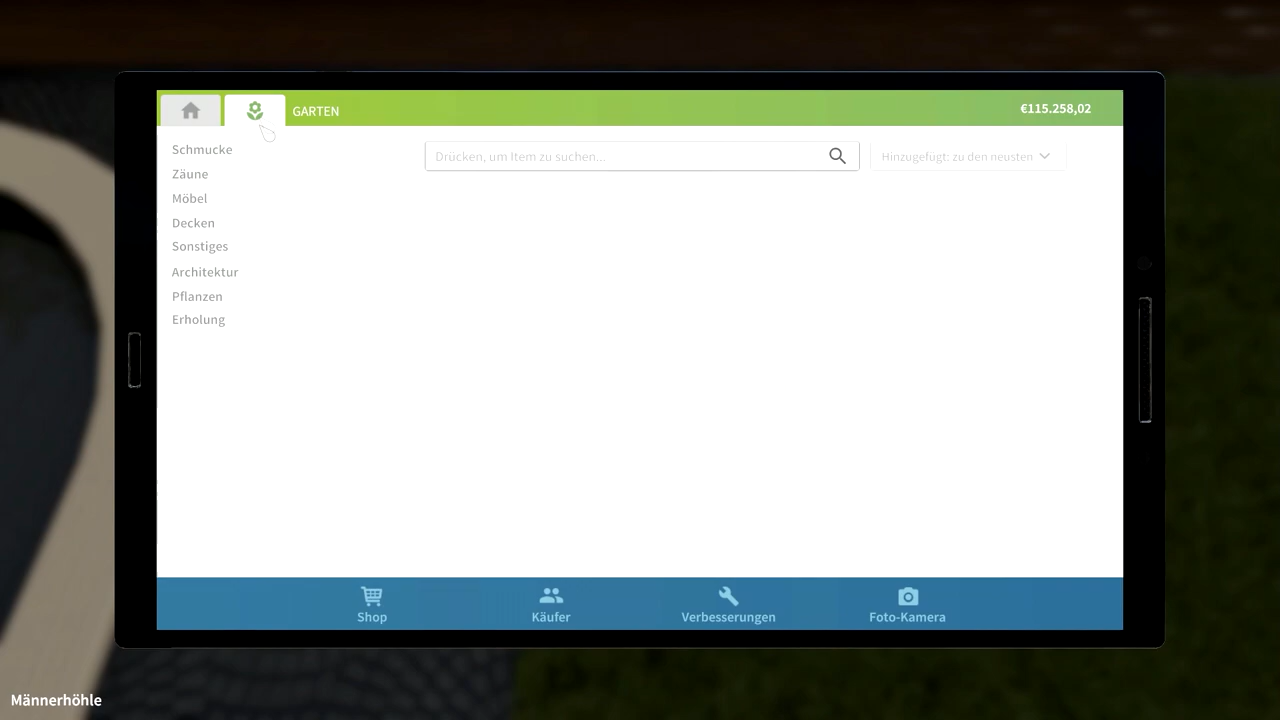 GARTEN
€115.258,02
Schmucke
Zäune
Möbel
Decken
Sonstiges
Architektur
Pflanzen
Erholung
Drücken, um Item zu suchen...
Hinzugefügt: zu den neusten
Shop
Käufer
Verbesserungen
Foto-Kamera
Männerhöhle